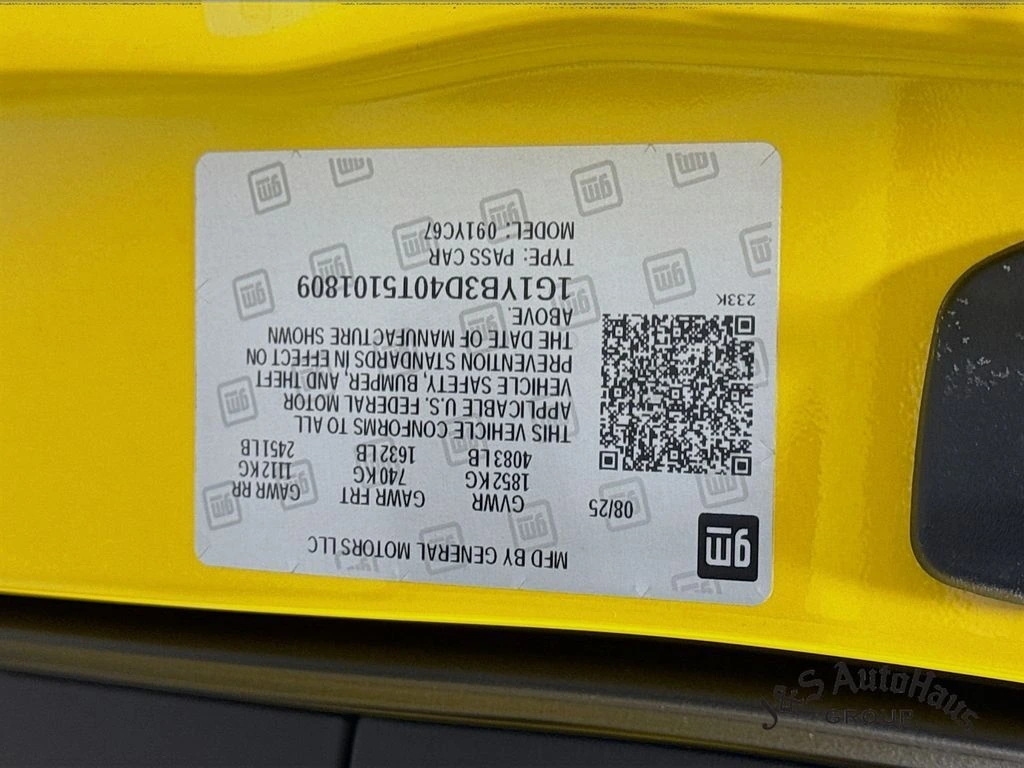 gm
MFD BY GENERAL MOTORS LLC
08/25
GVWR GAWR FRT GAWR RR
1852 KG 740 KG 1112 KG
4083 LB 1632 LB 2451 LB
THIS VEHICLE CONFORMS TO ALL
APPLICABLE U.S. FEDERAL MOTOR
VEHICLE SAFETY, BUMPER, AND THEFT
PREVENTION STANDARDS IN EFFECT ON
THE DATE OF MANUFACTURE SHOWN
ABOVE.
1G1YB3D40T5101809
TYPE: PASS CAR
MODEL: 091YC67
233K
J&S AutoHaus
GROUP